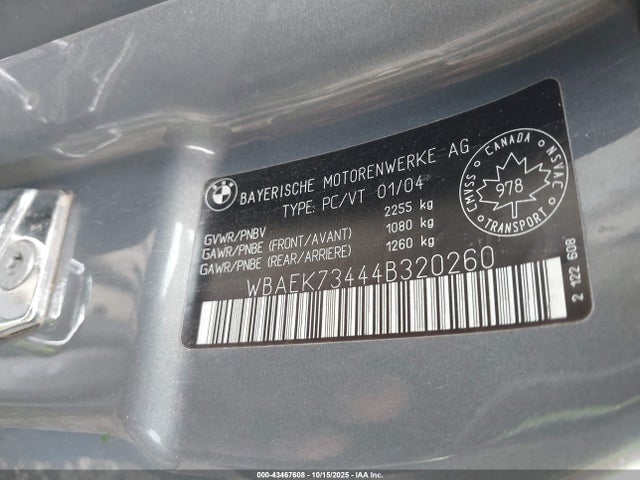 BMW
BAYERISCHE MOTORENWERKE AG
TYPE: PC/VT 01/04
GVWR/PNBV 2255 kg
GAWR/PNBE (FRONT/AVANT) 1080 kg
GAWR/PNBE (REAR/ARRIERE) 1260 kg
WBAEK73444B320260
CANADA
CMVSS
NSVAC
978
TRANSPORT
2 122 608
000-43467608 - 10/15/2025 - IAA Inc.